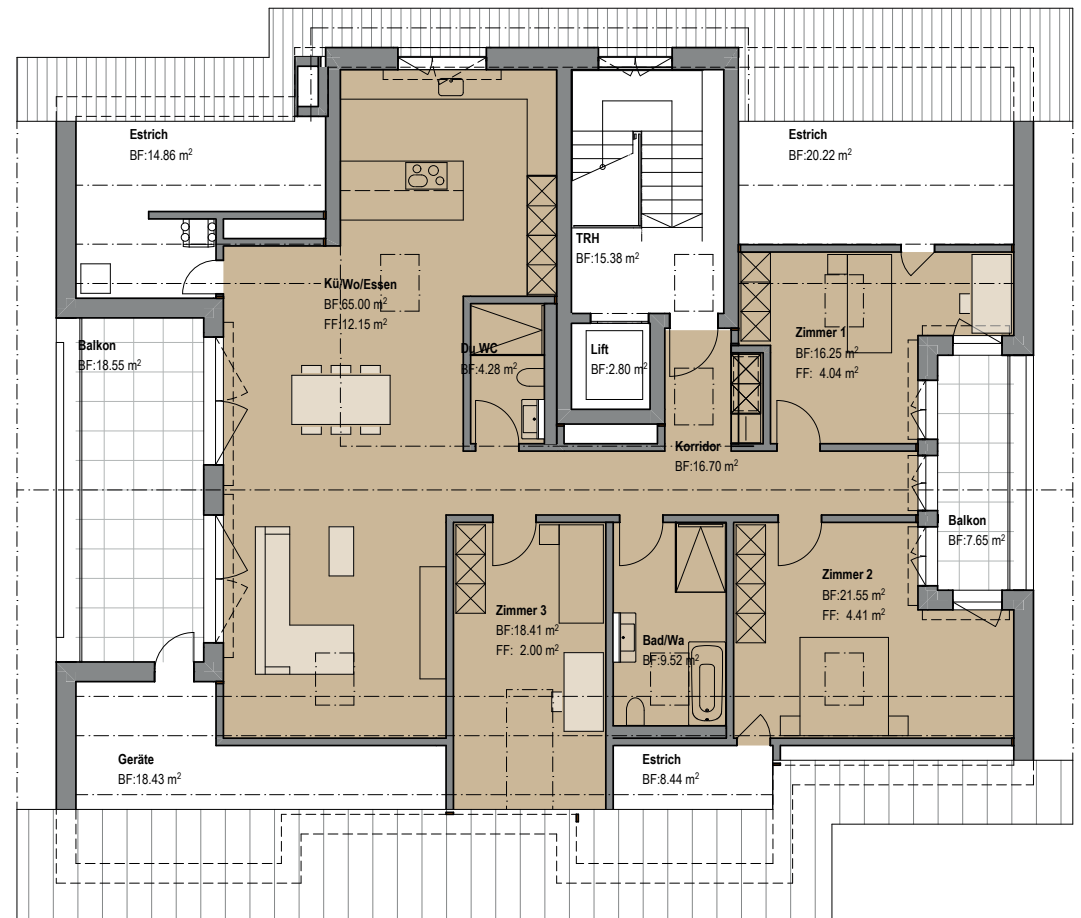 Estrich
BF:14.86 m²
Estrich
BF:20.22 m²
TRH
BF:15.38 m²
Kü/Wo/Essen
BF:65.00 m²
FF:12.15 m²
Balkon
BF:18.55 m²
Du.WC
BF:4.28 m²
Lift
BF:2.80 m²
Zimmer 1
BF:16.25 m²
FF: 4.04 m²
Korridor
BF:16.70 m²
Balkon
BF:7.65 m²
Zimmer 2
BF:21.55 m²
FF: 4.41 m²
Zimmer 3
BF:18.41 m²
FF: 2.00 m²
Bad/Wa
BF:9.52 m²
Geräte
BF:18.43 m²
Estrich
BF:8.44 m²